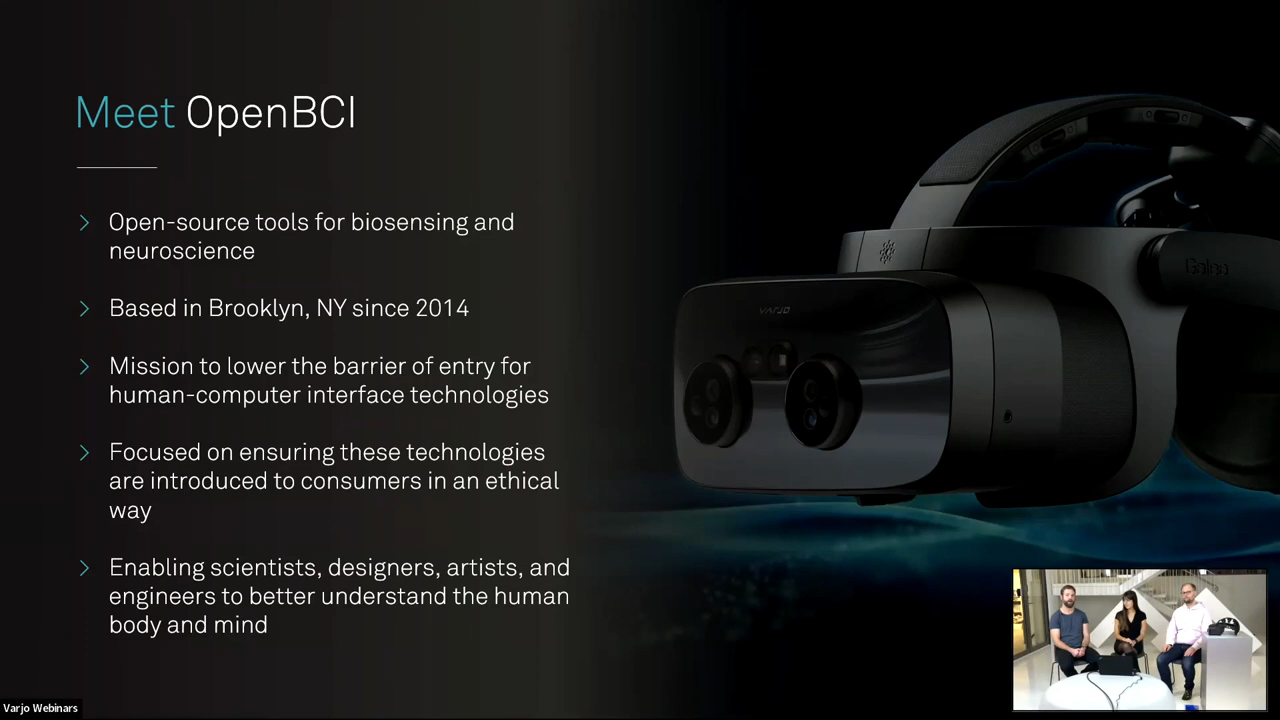 Meet OpenBCI
Open-source tools for biosensing and
neuroscience
Based in Brooklyn, NY since 2014
Mission to lower the barrier of entry for
human-computer interface technologies
Focused on ensuring these technologies
are introduced to consumers in an ethical
way
Enabling scientists, designers, artists, and
engineers to better understand the human
body and mind
VARJO
Galea
Varjo Webinars